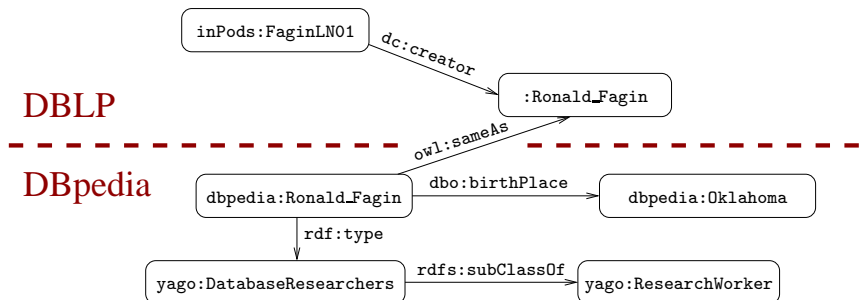 inPods:FaginLN01
dc:creator
:Ronald_Fagin
DBLP
owl:sameAs
DBpedia
dbpedia:Ronald_Fagin
dbo:birthPlace
dbpedia:Oklahoma
rdf:type
yago:DatabaseResearchers
rdfs:subClassOf
yago:ResearchWorker